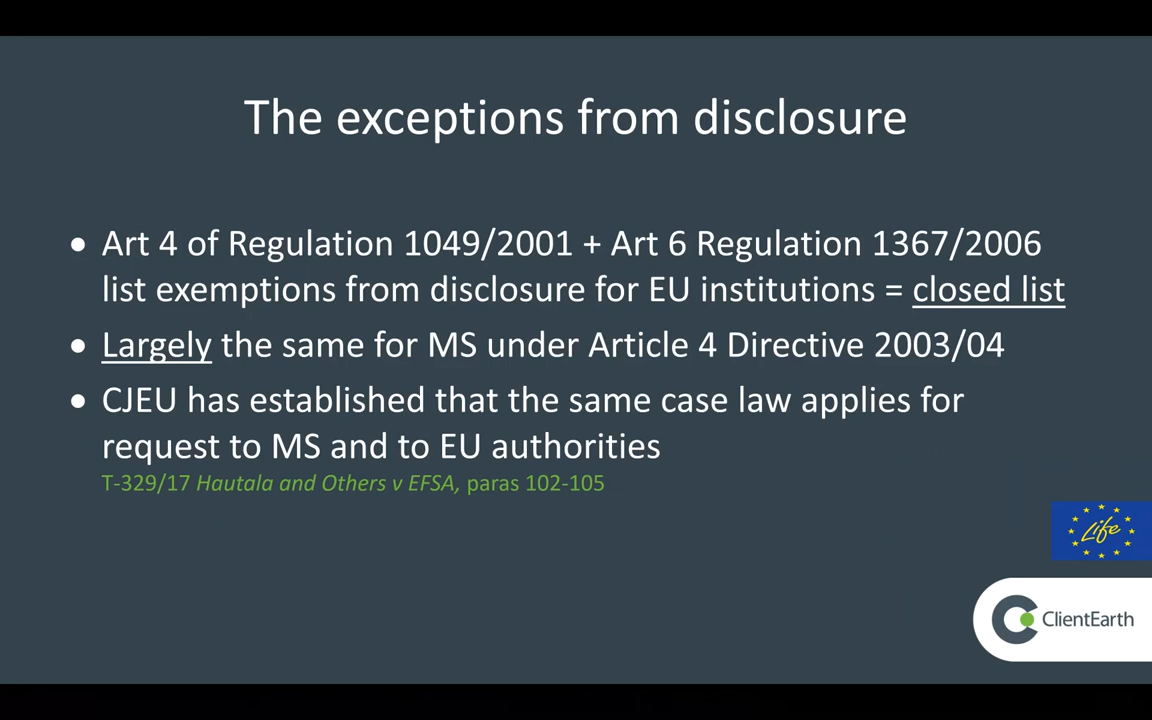 The exceptions from disclosure
• Art 4 of Regulation 1049/2001 + Art 6 Regulation 1367/2006
list exemptions from disclosure for EU institutions = closed list
• Largely the same for MS under Article 4 Directive 2003/04
• CJEU has established that the same case law applies for
request to MS and to EU authorities
T-329/17 Hautala and Others v EFSA, paras 102-105
Life
ClientEarth